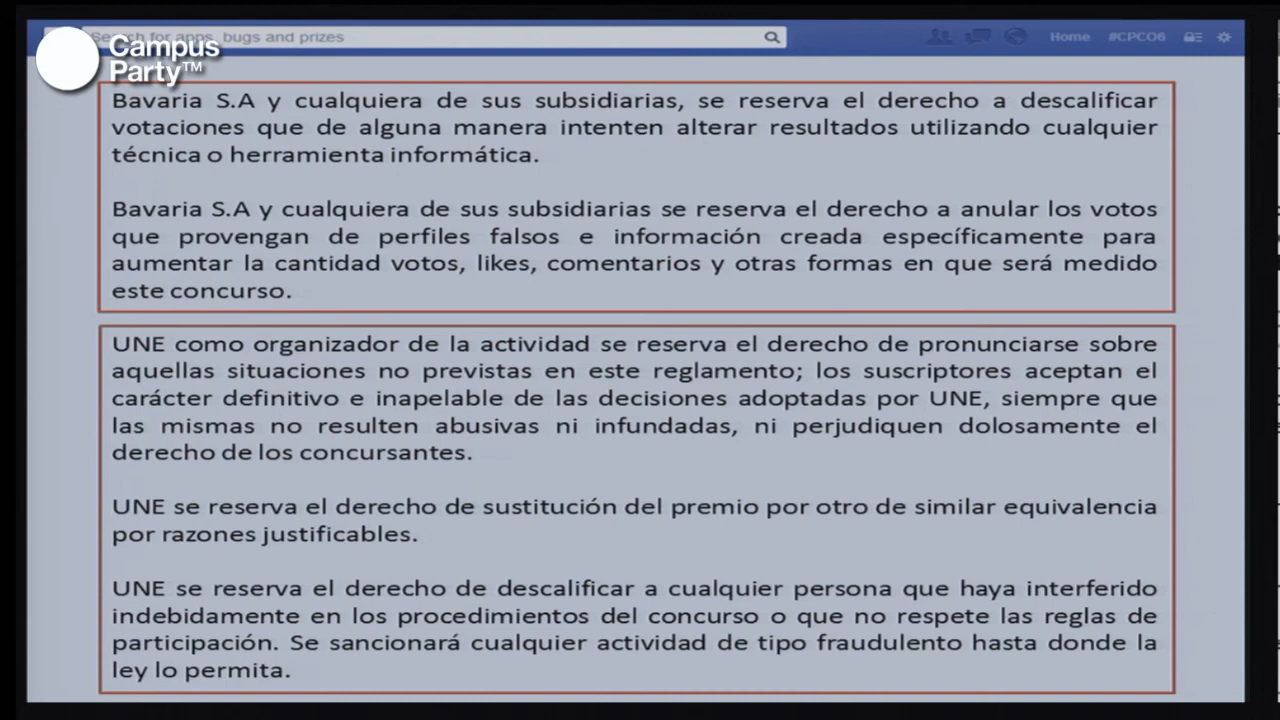 Search for apps, bugs and prizes
Home #CPCO6
Campus
Party™
Bavaria S.A y cualquiera de sus subsidiarias, se reserva el derecho a descalificar
votaciones que de alguna manera intenten alterar resultados utilizando cualquier
técnica o herramienta informática.
Bavaria S.A y cualquiera de sus subsidiarias se reserva el derecho a anular los votos
que provengan de perfiles falsos e información creada específicamente para
aumentar la cantidad votos, likes, comentarios y otras formas en que será medido
este concurso.
UNE como organizador de la actividad se reserva el derecho de pronunciarse sobre
aquellas situaciones no previstas en este reglamento; los suscriptores aceptan el
carácter definitivo e inapelable de las decisiones adoptadas por UNE, siempre que
las mismas no resulten abusivas ni infundadas, ni perjudiquen dolosamente el
derecho de los concursantes.
UNE se reserva el derecho de sustitución del premio por otro de similar equivalencia
por razones justificables.
UNE se reserva el derecho de descalificar a cualquier persona que haya interferido
indebidamente en los procedimientos del concurso o que no respete las reglas de
participación. Se sancionará cualquier actividad de tipo fraudulento hasta donde la
ley lo permita.